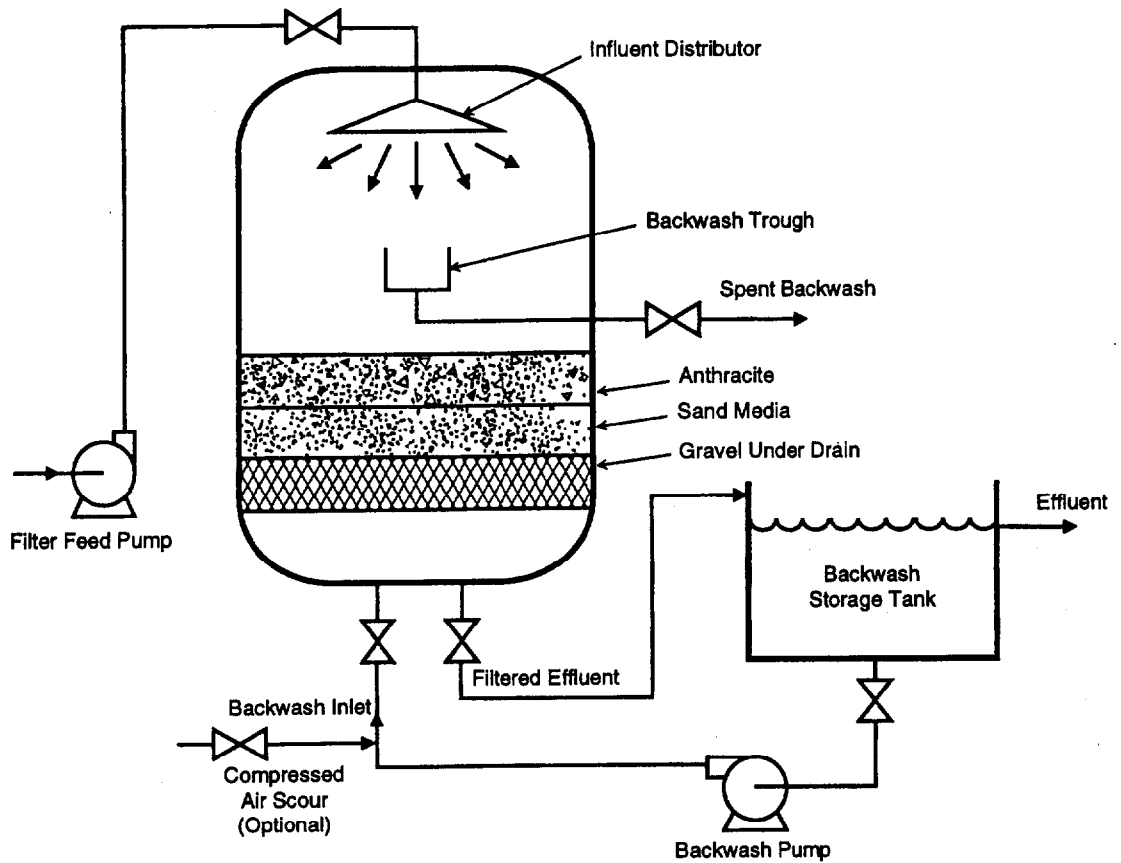 Influent Distributor
Backwash Trough
Spent Backwash
Anthracite
Sand Media
Gravel Under Drain
Filter Feed Pump
Effluent
Backwash
Storage Tank
Filtered Effluent
Backwash Inlet
Compressed
Air Scour
(Optional)
Backwash Pump